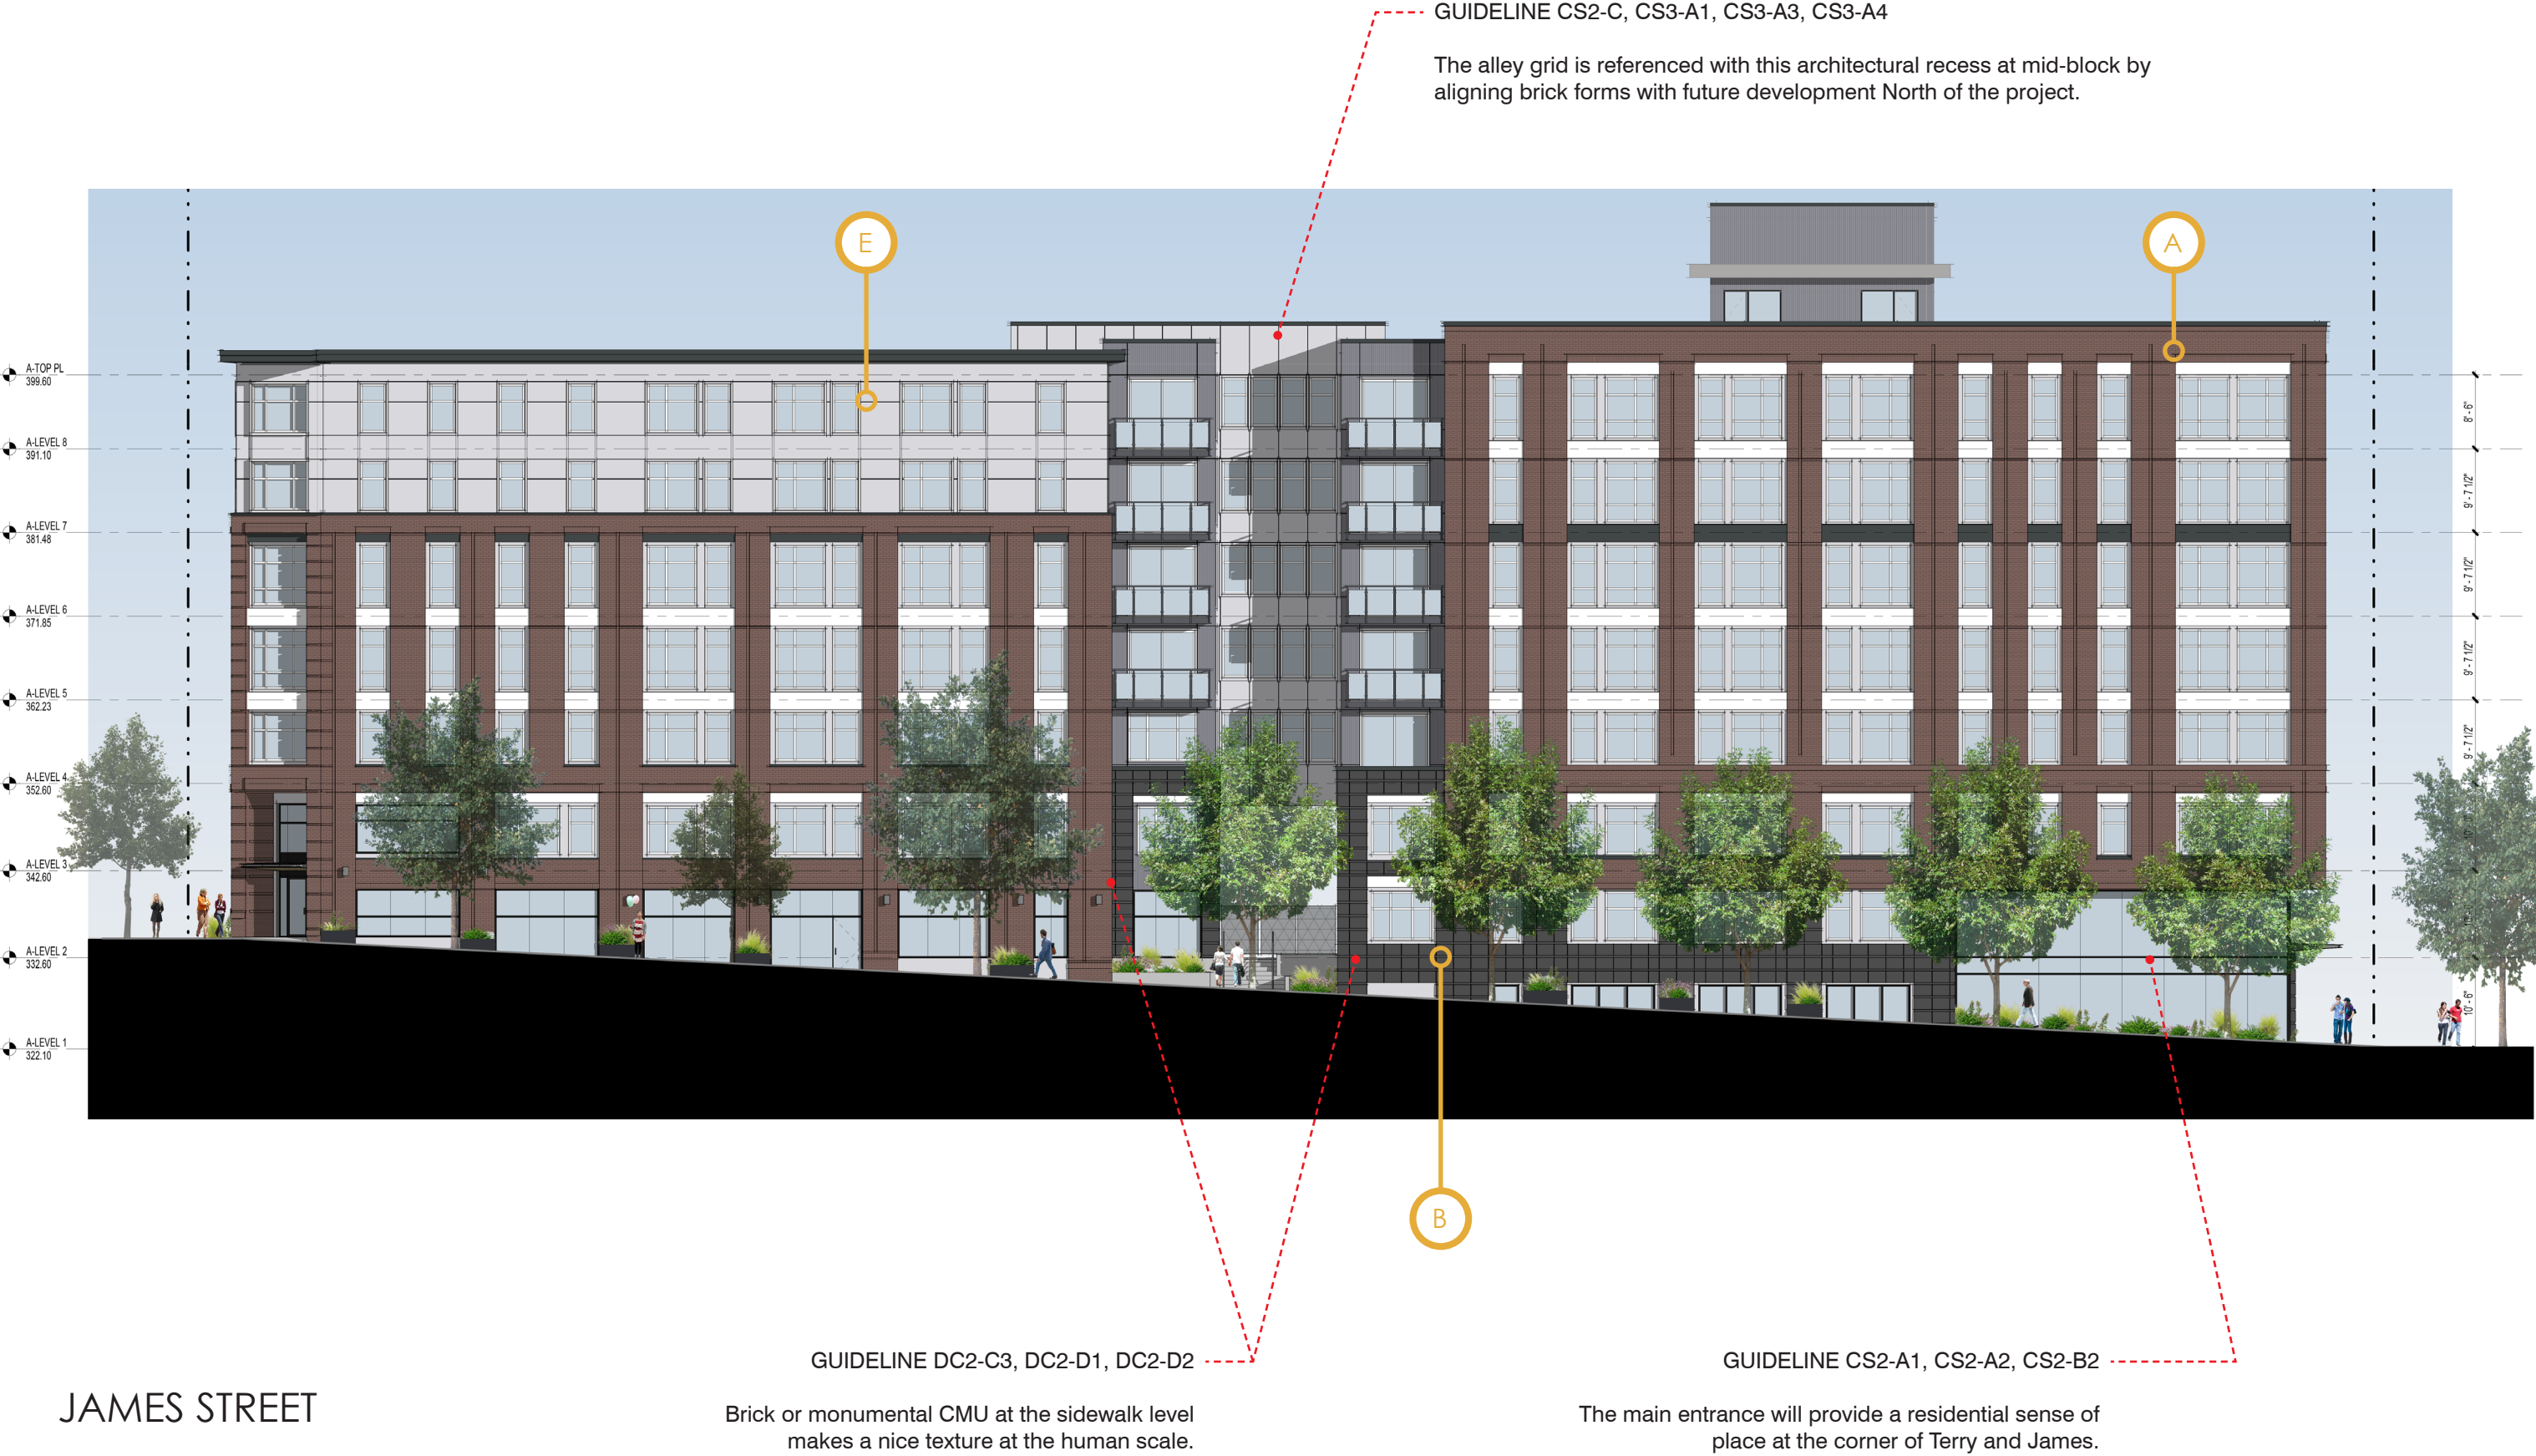 GUIDELINE CS2-C, CS3-A1, CS3-A3, CS3-A4
The alley grid is referenced with this architectural recess at mid-block by
aligning brick forms with future development North of the project.
E
A
A-TOP PL
399.60
8' - 6"
A-LEVEL 8
391.10
9' - 7 1/2"
A-LEVEL 7
381.48
9' - 7 1/2"
A-LEVEL 6
371.85
9' - 7 1/2"
A-LEVEL 5
362.23
9' - 7 1/2"
A-LEVEL 4
352.60
A-LEVEL 3
342.60
A-LEVEL 2
332.60
10' - 6"
A-LEVEL 1
322.10
B
GUIDELINE DC2-C3, DC2-D1, DC2-D2
Brick or monumental CMU at the sidewalk level
makes a nice texture at the human scale.
GUIDELINE CS2-A1, CS2-A2, CS2-B2
The main entrance will provide a residential sense of
place at the corner of Terry and James.
JAMES STREET